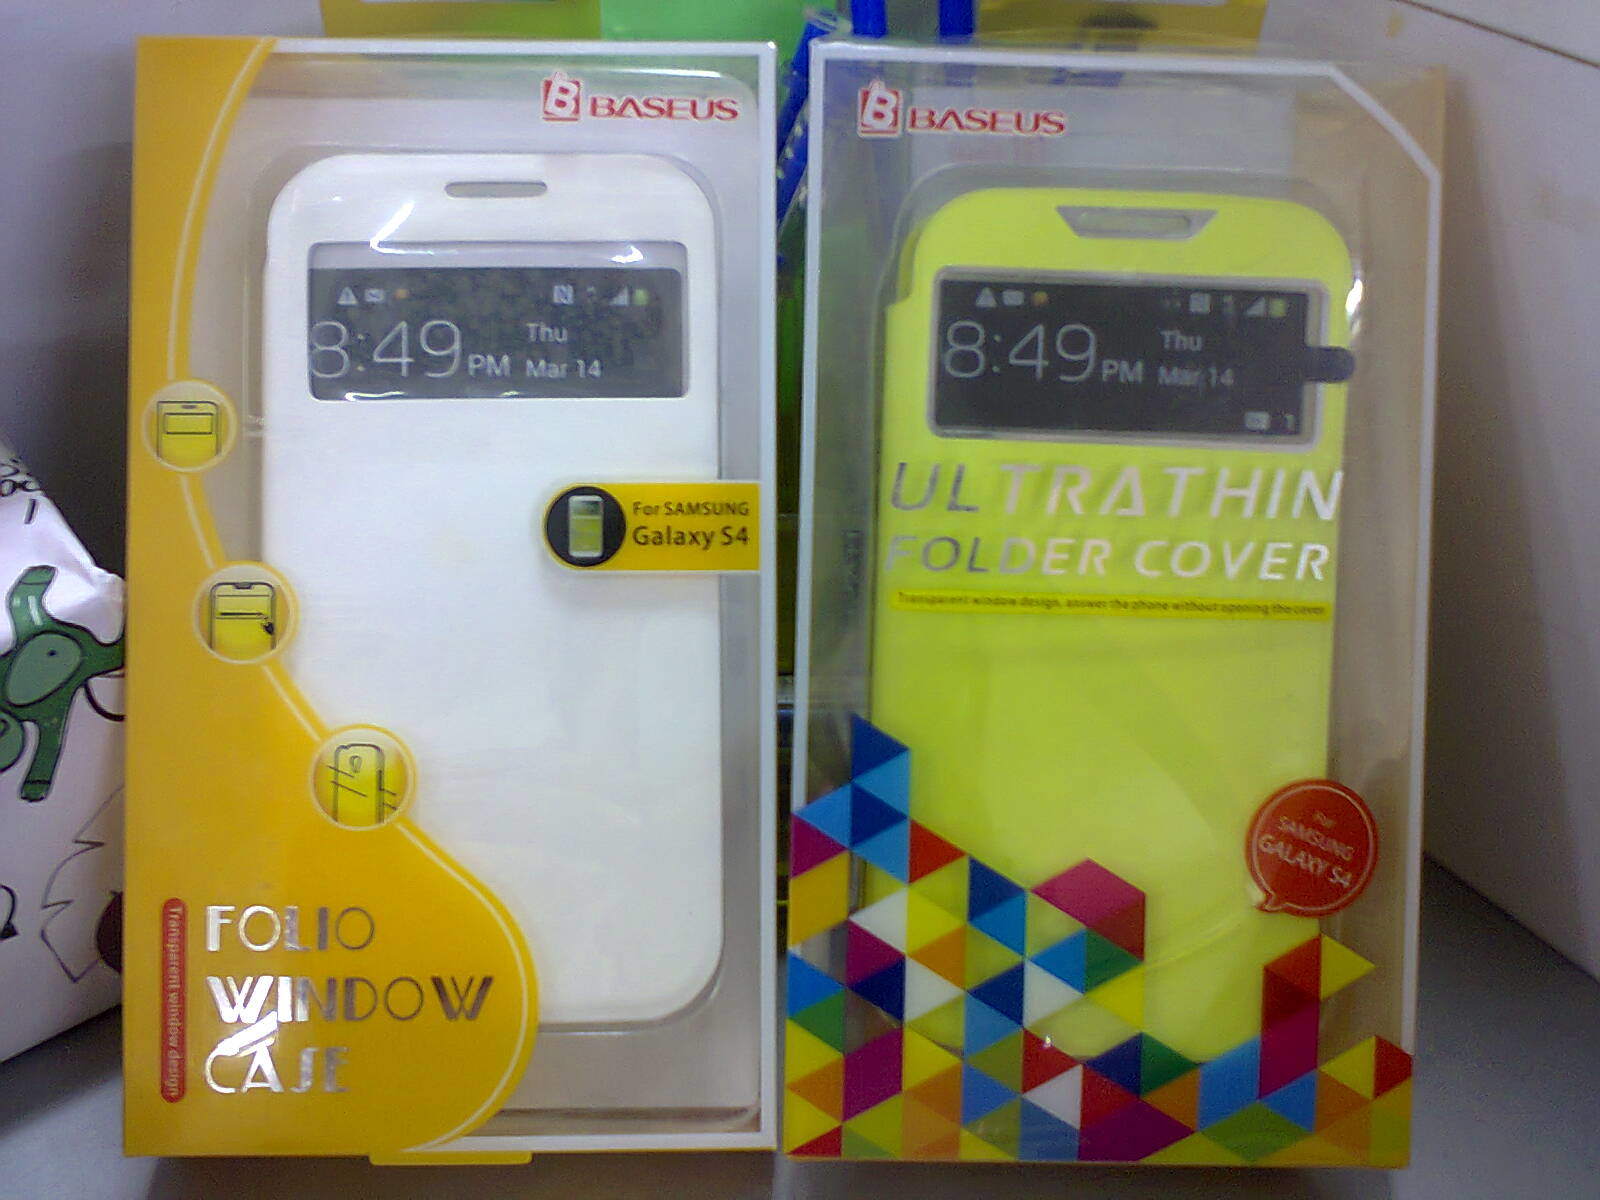 BASEUS
8:49 PM Thu
Mar 14
For SAMSUNG
Galaxy S4
FOLIO
WINDOW
CASE
Transparent window design
BASEUS
8:49 PM Thu
Mar 14
ULTRATHIN
FOLDER COVER
Transparent window design, answer the phone without opening the cover
For
SAMSUNG
GALAXY S4